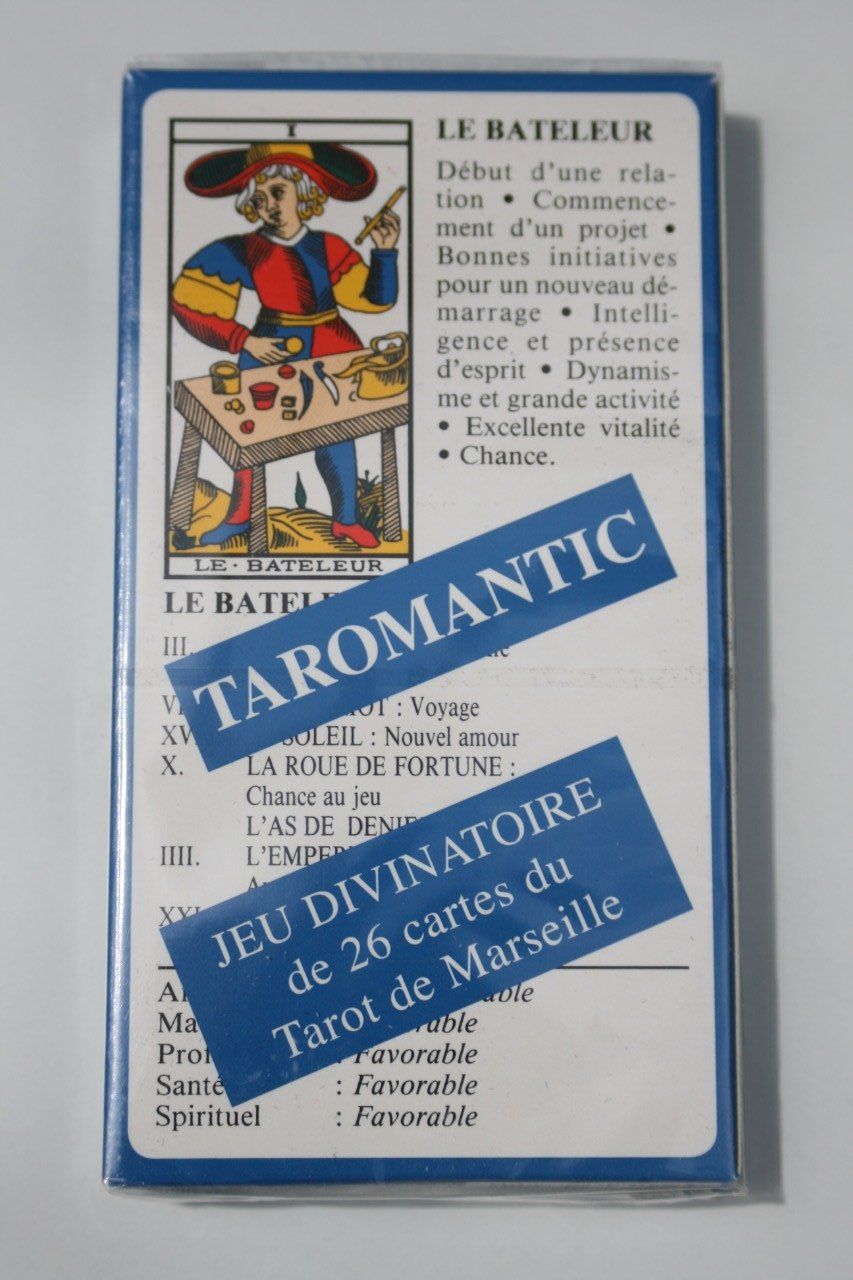 I
LE BATELEUR
Début d'une rela-
tion • Commence-
ment d'un projet •
Bonnes initiatives
pour un nouveau dé-
marrage • Intelli-
gence et présence
d'esprit • Dynamis-
me et grande activité
• Excellente vitalité
• Chance.
LE · BATELEUR
LE
III.
TAROMANTIC
: Voyage
SOLEIL : Nouvel amour
X. LA ROUE DE FORTUNE :
Chance au jeu
L'AS DE
IIII.
JEU DIVINATOIRE
de 26 cartes du
Tarot de Marseille
: Favorable
Santé : Favorable
Spirituel : Favorable